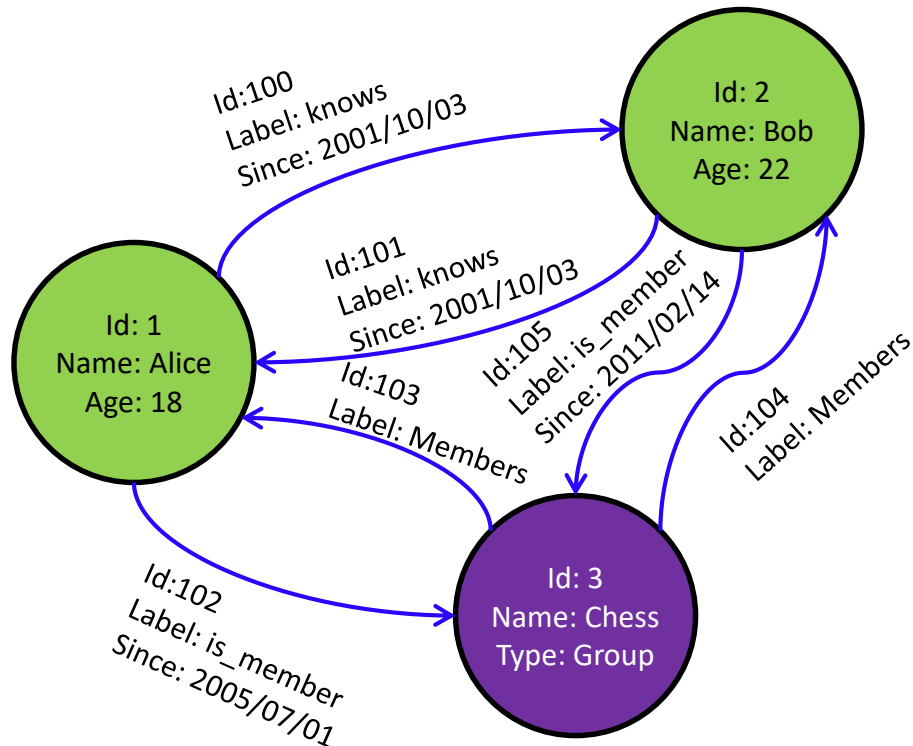 Id:100
Label: knows
Since: 2001/10/03
Id: 2
Name: Bob
Age: 22
Id:101
Label: knows
Since: 2001/10/03
Id: 1
Name: Alice
Age: 18
Id:105
Label: is_member
Since: 2011/02/14
Id:103
Label: Members
Id:104
Label: Members
Id:102
Label: is_member
Since: 2005/07/01
Id: 3
Name: Chess
Type: Group